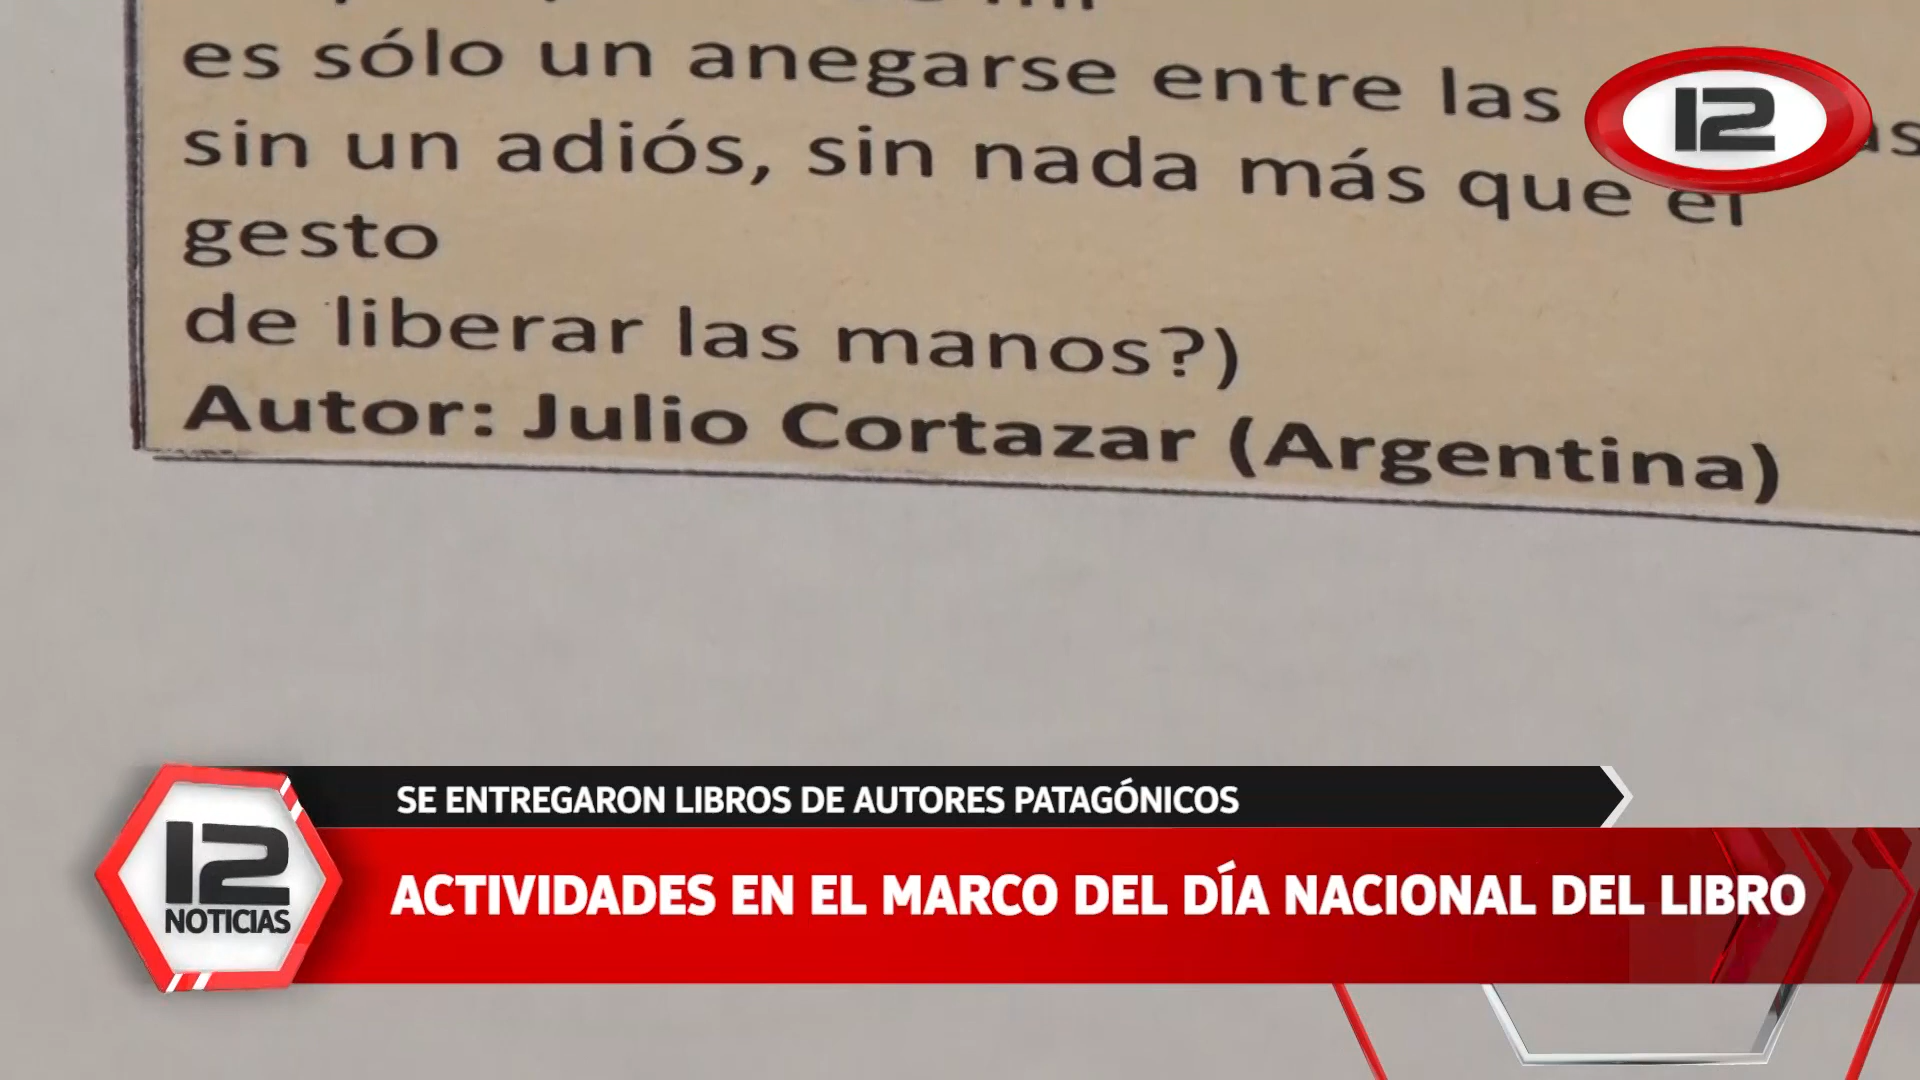 es sólo un anegarse entre las
sin un adiós, sin nada más que el
gesto
de liberar las manos?)
Autor: Julio Cortazar (Argentina)
12
SE ENTREGARON LIBROS DE AUTORES PATAGÓNICOS
ACTIVIDADES EN EL MARCO DEL DÍA NACIONAL DEL LIBRO
12
NOTICIAS